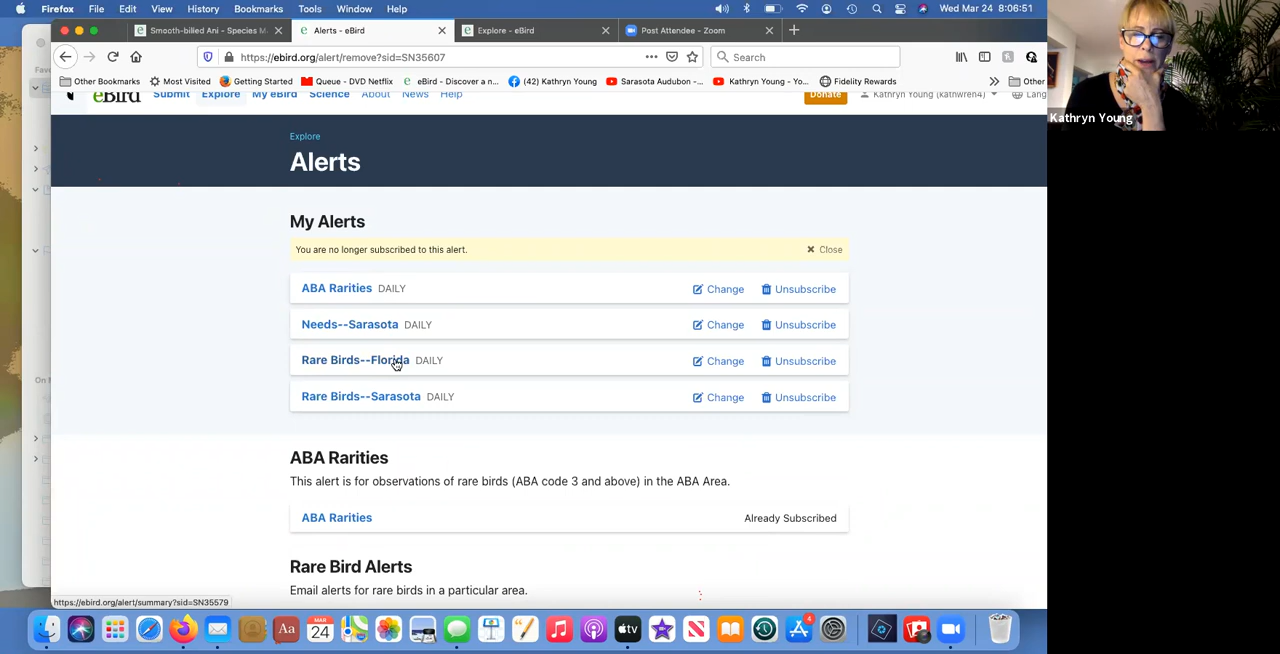 Firefox File Edit View History Bookmarks Tools Window Help Wed Mar 24 8:06:51
Smooth-billed Ani - Species M Alerts - eBird Explore - eBird Post Attendee - Zoom
https://ebird.org/alert/remove?sid=SN35607 Search
Other Bookmarks Most Visited Getting Started Queue - DVD Netflix eBird - Discover a n... (42) Kathryn Young Sarasota Audubon -... Kathryn Young - Yo... Fidelity Rewards Other
eBird Submit Explore My eBird Science About News Help Donate Kathryn Young (kathwren4) Lang
Kathryn Young
Explore
Alerts
My Alerts
You are no longer subscribed to this alert. Close
ABA Rarities DAILY Change Unsubscribe
Needs--Sarasota DAILY Change Unsubscribe
Rare Birds--Florida DAILY Change Unsubscribe
Rare Birds--Sarasota DAILY Change Unsubscribe
ABA Rarities
This alert is for observations of rare birds (ABA code 3 and above) in the ABA Area.
ABA Rarities Already Subscribed
Rare Bird Alerts
Email alerts for rare birds in a particular area.
https://ebird.org/alert/summary?sid=SN35579
Aa MAR 24 tv 4